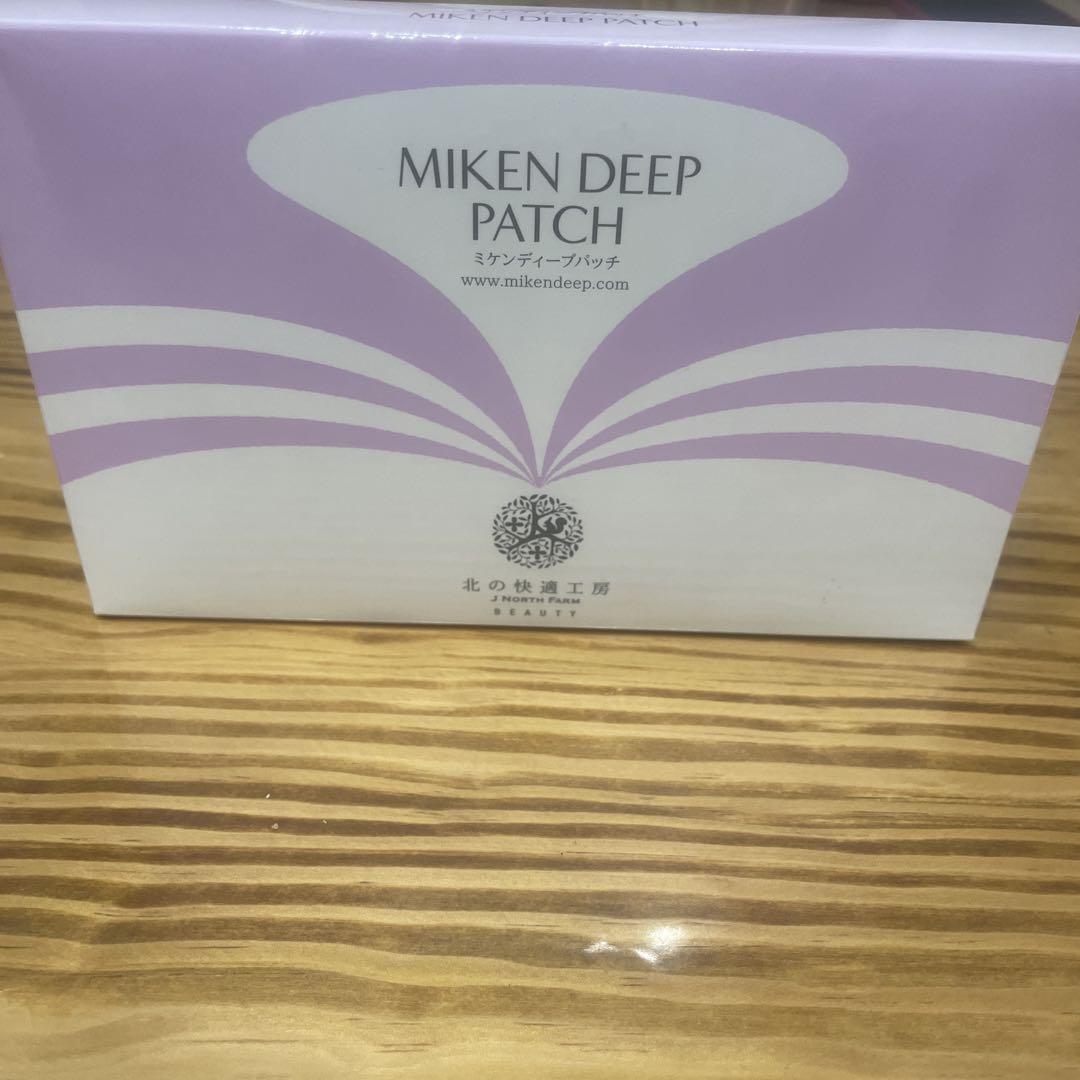 MIKEN DEEP PATCH
MIKEN DEEP
PATCH
ミケンディープパッチ
www.mikendeep.com
北の快適工房
J NORTH FARM
BEAUTY